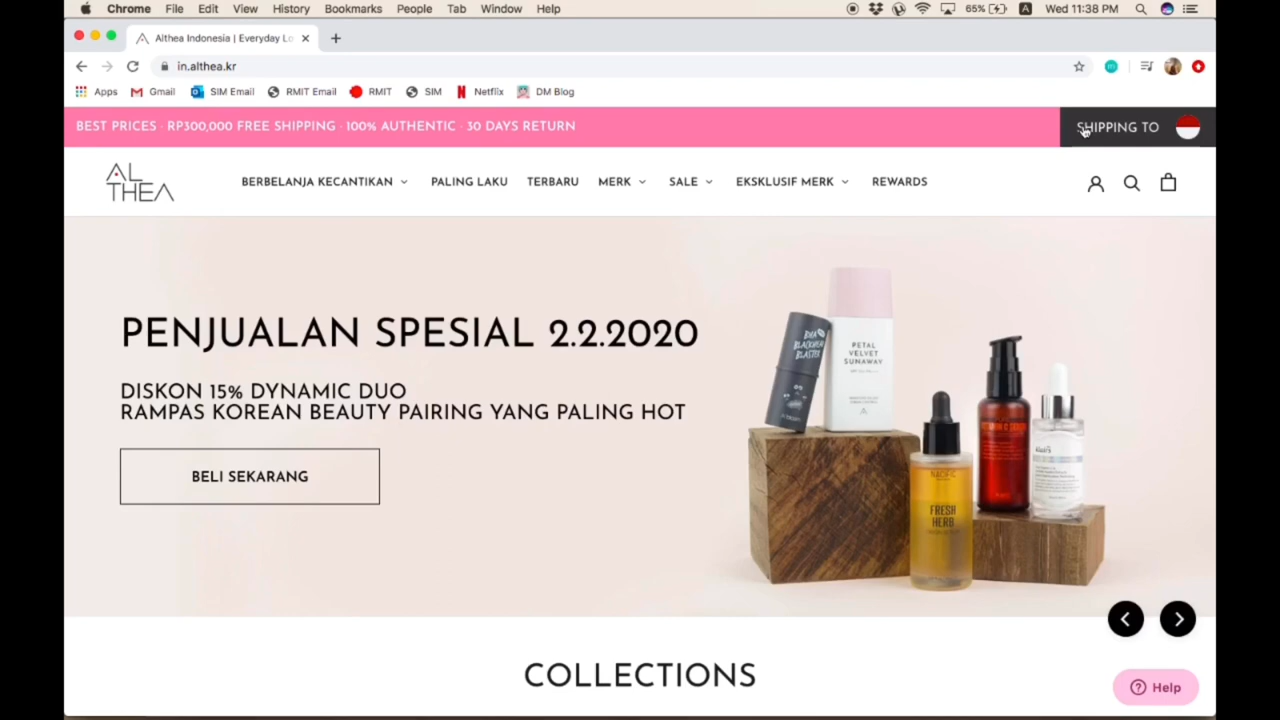 Chrome File Edit View History Bookmarks People Tab Window Help 65% A Wed 11:38 PM
Althea Indonesia | Everyday Lo
in.althea.kr
Apps Gmail SIM Email RMIT Email RMIT SIM Netflix DM Blog
BEST PRICES · RP300,000 FREE SHIPPING · 100% AUTHENTIC · 30 DAYS RETURN
SHIPPING TO
AL
THEA
BERBELANJA KECANTIKAN PALING LAKU TERBARU MERK SALE EKSKLUSIF MERK REWARDS
PENJUALAN SPESIAL 2.2.2020
DISKON 15% DYNAMIC DUO
RAMPAS KOREAN BEAUTY PAIRING YANG PALING HOT
BELI SEKARANG
BLACKHEAD
BLASTER
PETAL
VELVET
SUNAWAY
NACIFIC
FRESH
HERB
Klairs
COLLECTIONS
Help